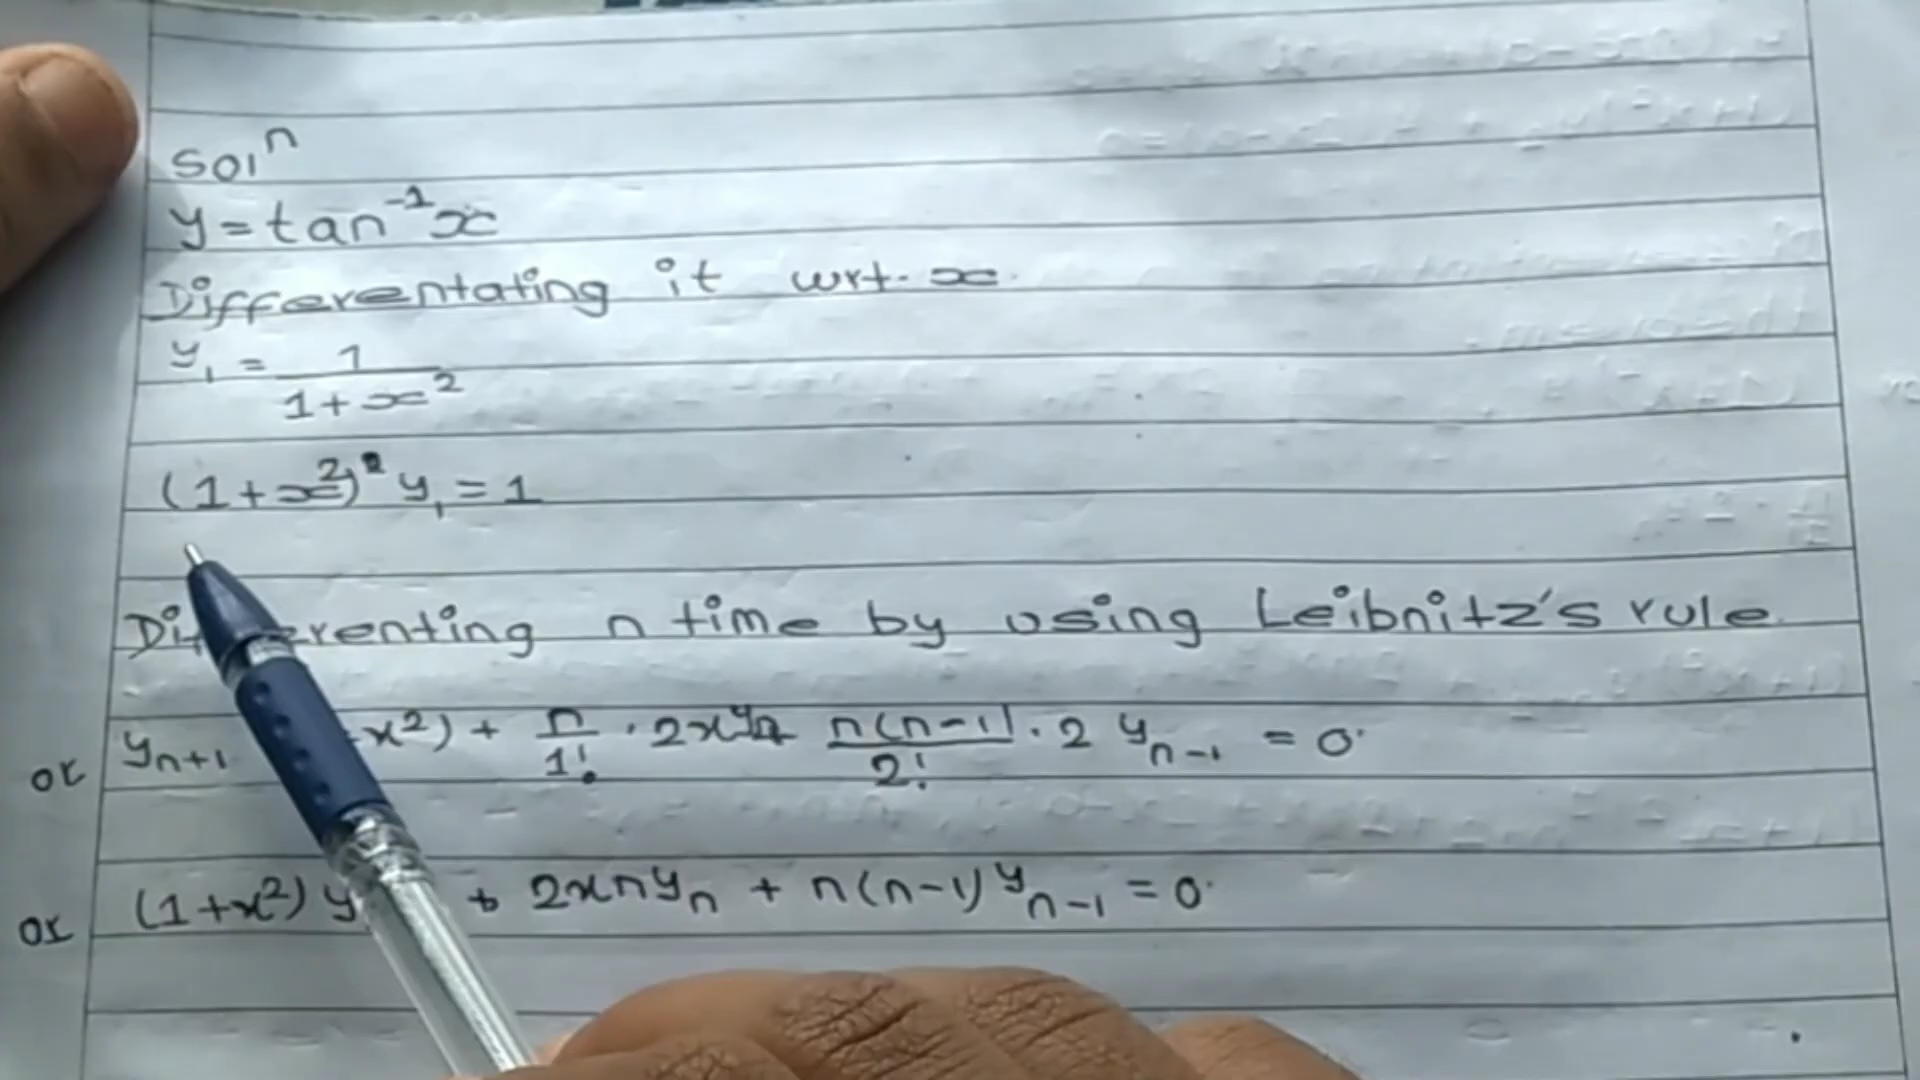 Solⁿ
y = tan⁻¹x
Differentating it wrt. x.
y₁ = 1/(1+x²)
(1+x²) y₁ = 1
Differenting n time by using Leibnitz's rule.
or yₙ₊₁ x²) + n/1! · 2x yₙ + n(n-1)/2! · 2 yₙ₋₁ = 0.
or (1+x²) y + 2xnyₙ + n(n-1) yₙ₋₁ = 0.